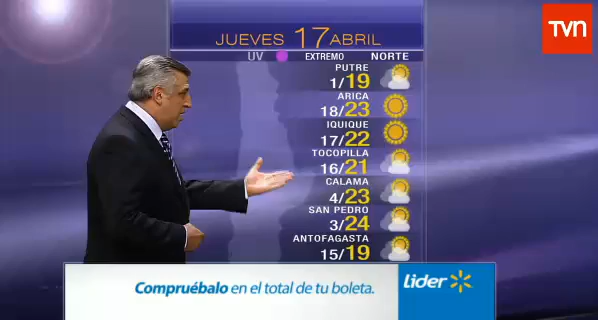 TVN
JUEVES 17 ABRIL
UV EXTREMO NORTE
PUTRE
1/19
ARICA
18/23
IQUIQUE
17/22
TOCOPILLA
16/21
CALAMA
4/23
SAN PEDRO
3/24
ANTOFAGASTA
15/19
Compruébalo en el total de tu boleta.
Lider